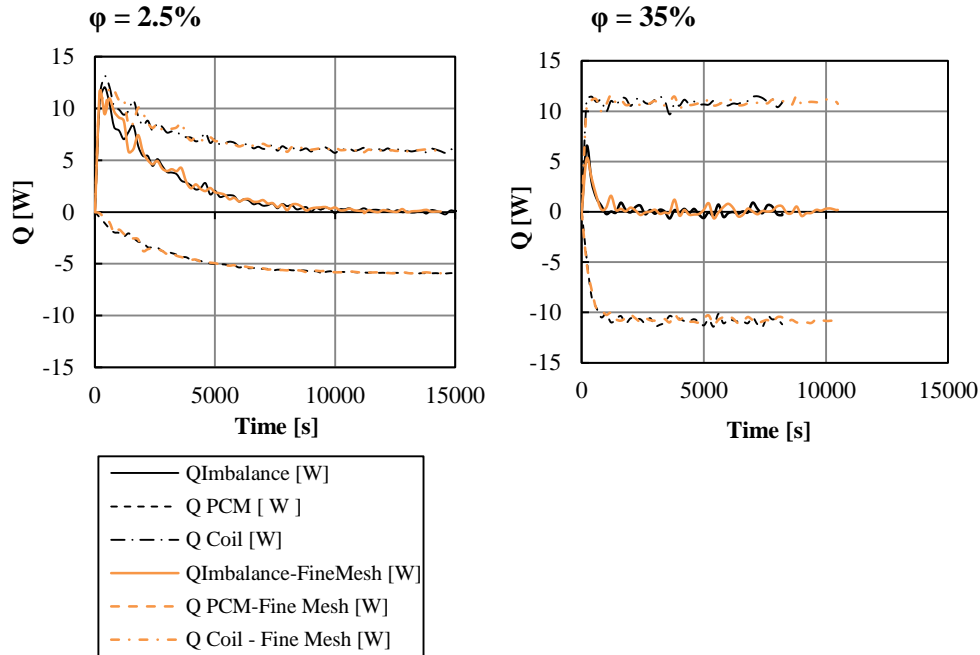 φ = 2.5%
15
10
5
0
-5
-10
-15
Q [W]
0
5000
10000
15000
Time [s]
φ = 35%
15
10
5
0
-5
-10
-15
Q [W]
0
5000
10000
15000
Time [s]
QImbalance [W]
Q PCM [ W ]
Q Coil [W]
QImbalance-FineMesh [W]
Q PCM-Fine Mesh [W]
Q Coil - Fine Mesh [W]